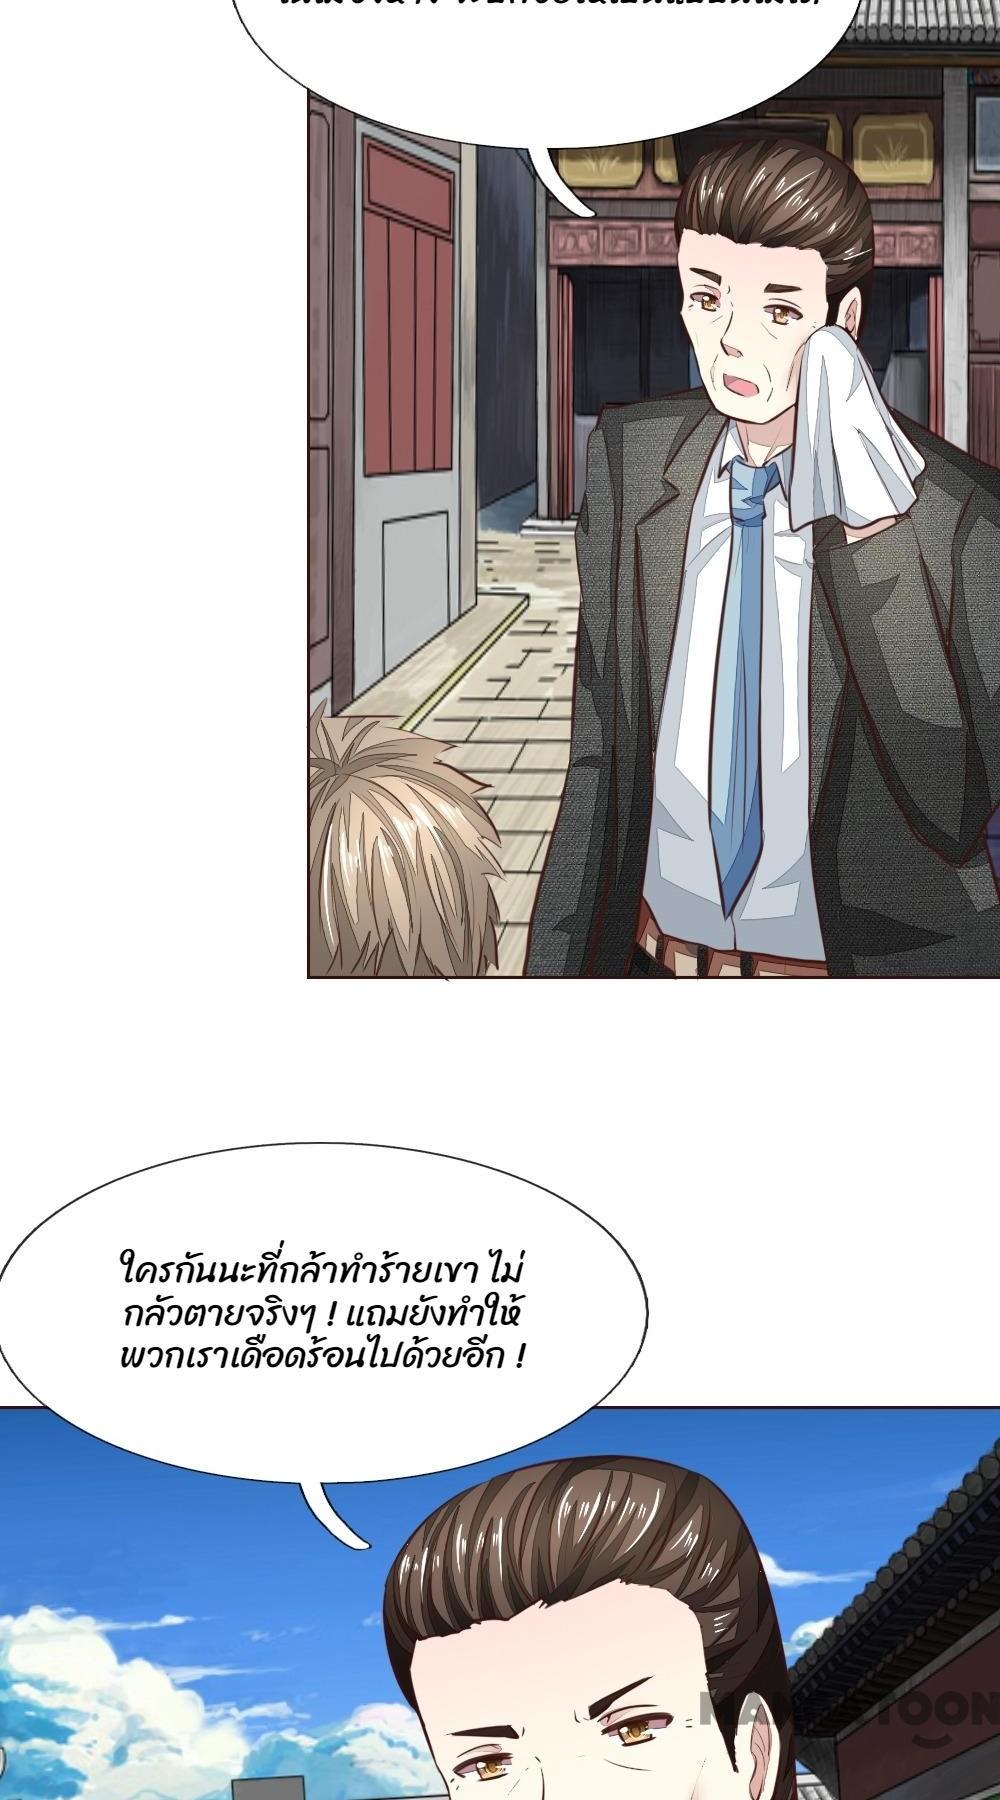 ใครกันนะที่กล้าทำร้ายเขา ไม่
กลัวตายจริงๆ ! แถมยังทำให้
พวกเราเดือดร้อนไปด้วยอีก !